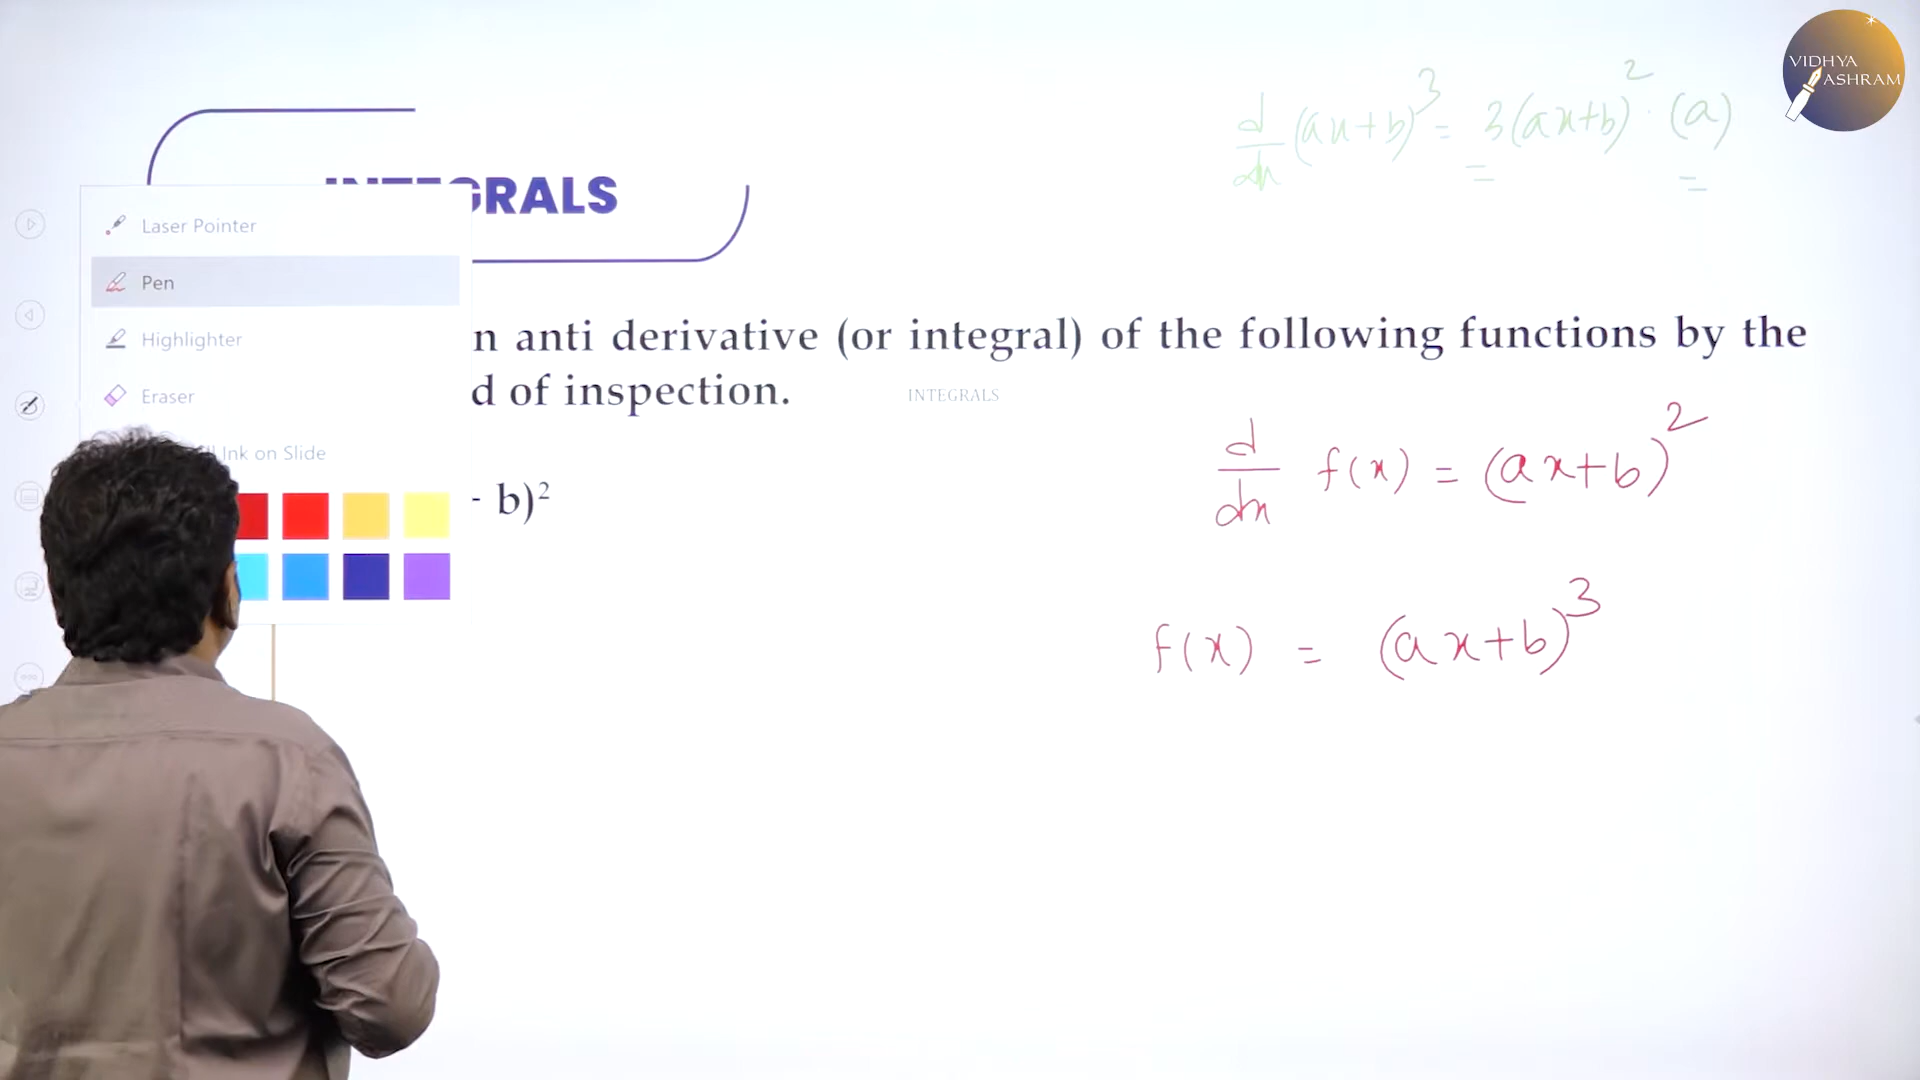 VIDHYA
ASHRAM
d/dx (ax+b)^3 = 3(ax+b)^2 · (a)
GRALS
Laser Pointer
Pen
n anti derivative (or integral) of the following functions by the
Highlighter
d of inspection.
INTEGRALS
Eraser
Ink on Slide
d/dx f(x) = (ax+b)^2
- b)²
f(x) = (ax+b)^3